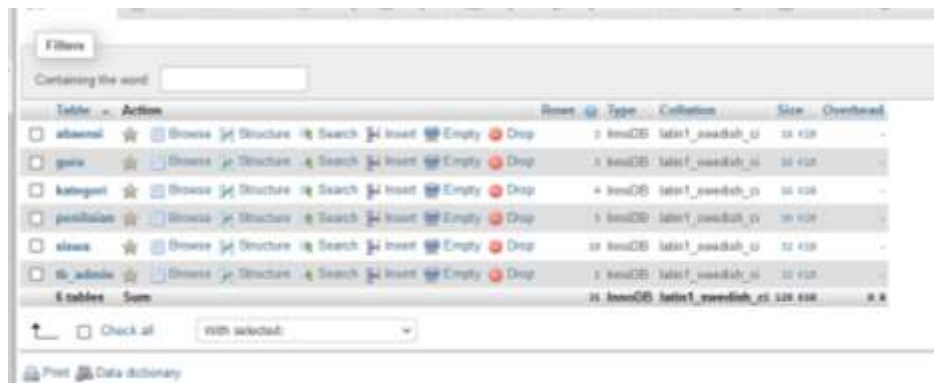 Filters
Containing the word:
Table Action Rows Type Collation Size Overhead
absensi Browse Structure Search Insert Empty Drop InnoDB latin1_swedish_ci -
guru Browse Structure Search Insert Empty Drop InnoDB latin1_swedish_ci -
kategori Browse Structure Search Insert Empty Drop InnoDB latin1_swedish_ci -
penilaian Browse Structure Search Insert Empty Drop InnoDB latin1_swedish_ci -
siswa Browse Structure Search Insert Empty Drop InnoDB latin1_swedish_ci -
tb_admin Browse Structure Search Insert Empty Drop InnoDB latin1_swedish_ci -
6 tables Sum InnoDB latin1_swedish_ci
Check all With selected:
Print Data dictionary